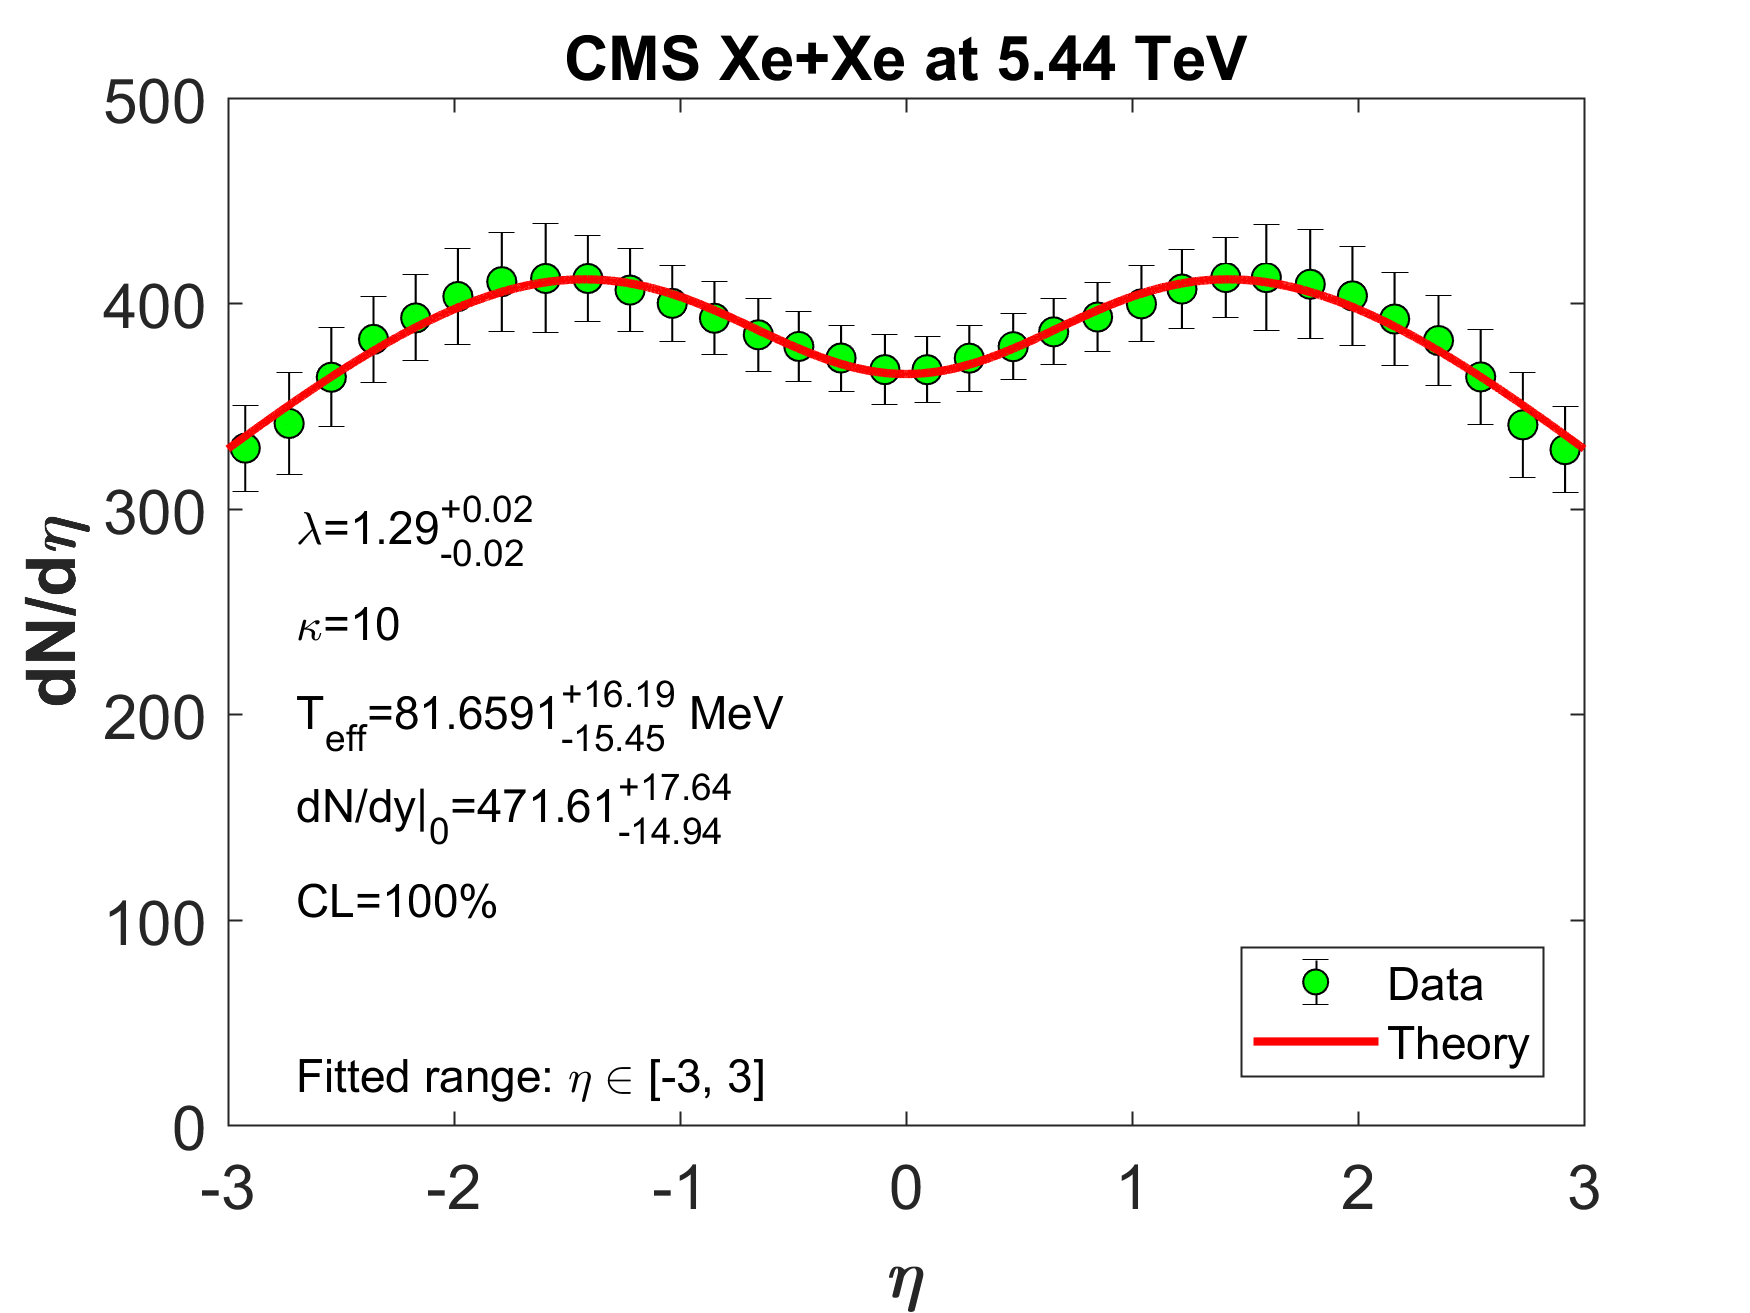 CMS Xe+Xe at 5.44 TeV
500
400
300
200
100
0
dN/dη
λ=1.29+0.02-0.02
κ=10
Teff=81.6591+16.19-15.45 MeV
dN/dy|0=471.61+17.64-14.94
CL=100%
Fitted range: η ∈ [-3, 3]
Data
Theory
-3 -2 -1 0 1 2 3
η